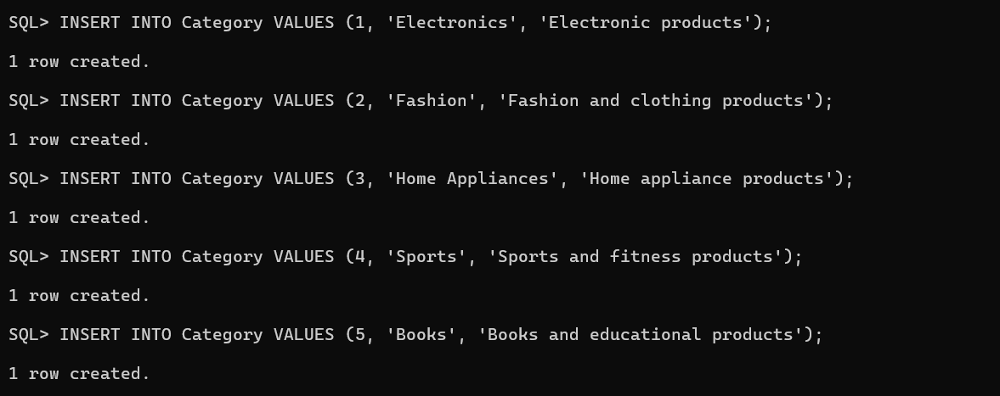 SQL> INSERT INTO Category VALUES (1, 'Electronics', 'Electronic products');
1 row created.
SQL> INSERT INTO Category VALUES (2, 'Fashion', 'Fashion and clothing products');
1 row created.
SQL> INSERT INTO Category VALUES (3, 'Home Appliances', 'Home appliance products');
1 row created.
SQL> INSERT INTO Category VALUES (4, 'Sports', 'Sports and fitness products');
1 row created.
SQL> INSERT INTO Category VALUES (5, 'Books', 'Books and educational products');
1 row created.